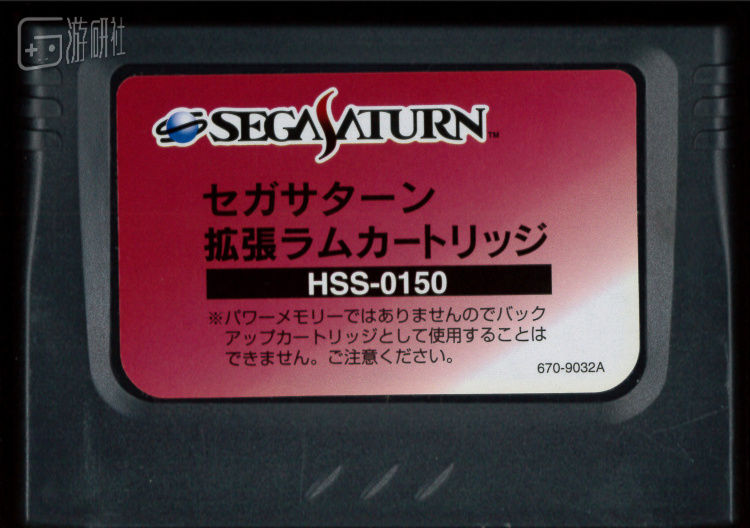 游研社
SEGA SATURN™
セガサターン
拡張ラムカートリッジ
HSS-0150
※パワーメモリーではありませんのでバック
アップカートリッジとして使用することは
できません。ご注意ください。
670-9032A